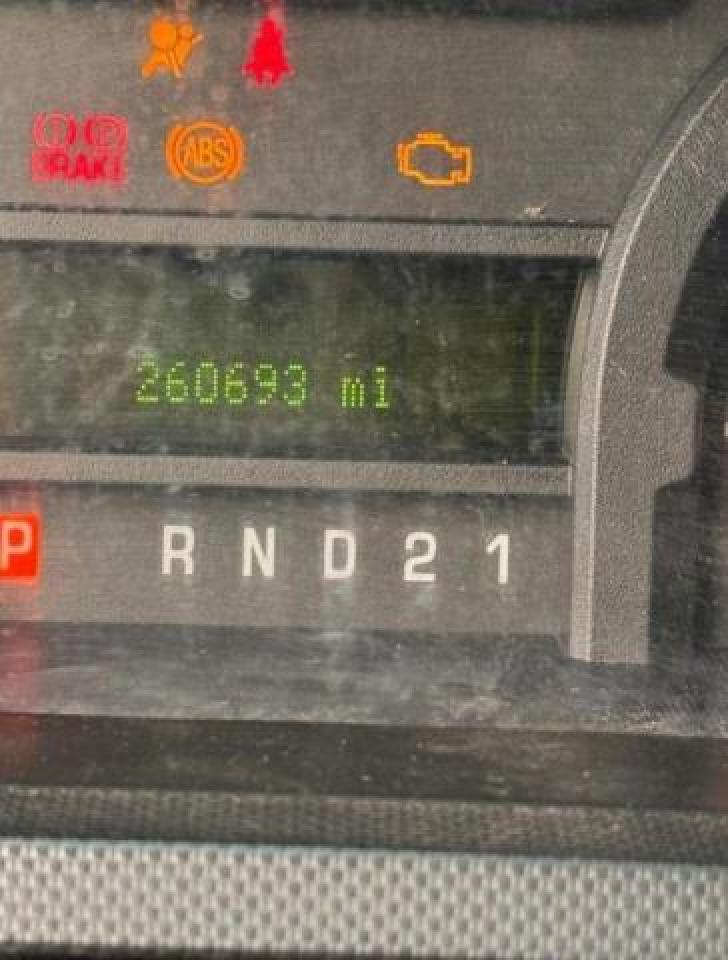 (!) (P)
BRAKE (ABS)
260693 mi
P R N D 2 1